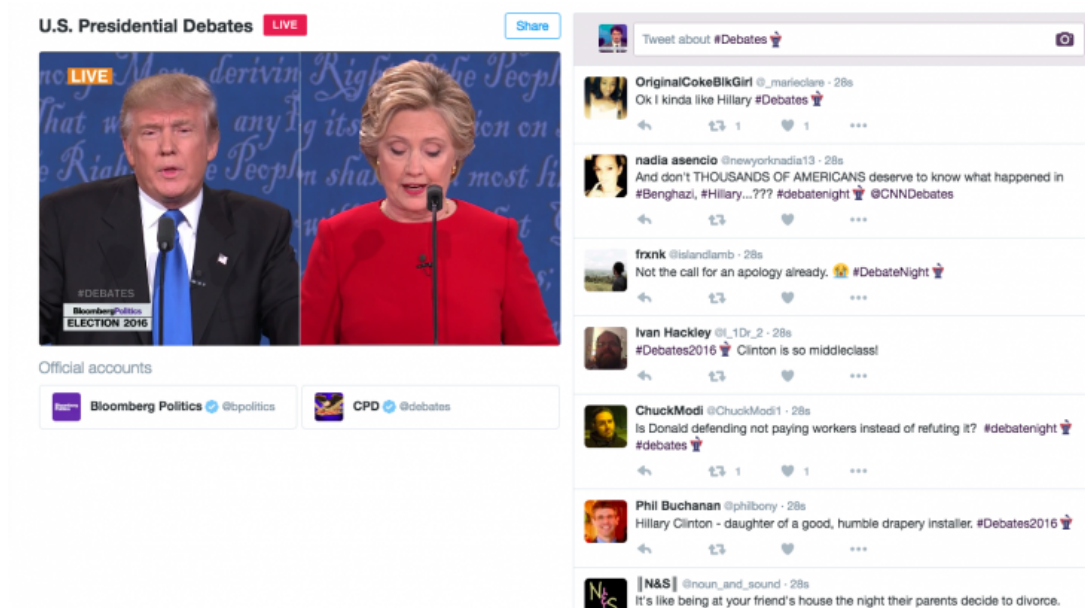 U.S. Presidential Debates LIVE
Share
LIVE
#DEBATES
BloombergPolitics
ELECTION 2016
Official accounts
Bloomberg Politics @bpolitics
CPD @debates
Tweet about #Debates
OriginalCokeBlkGirl @_marieclare · 28s
Ok I kinda like Hillary #Debates
1 1
nadia asencio @newyorknadia13 · 28s
And don't THOUSANDS OF AMERICANS deserve to know what happened in
#Benghazi, #Hillary...??? #debatenight @CNNDebates
frxnk @islandlamb · 28s
Not the call for an apology already. 😭 #DebateNight
Ivan Hackley @I_1Dr_2 · 28s
#Debates2016 Clinton is so middleclass!
ChuckModi @ChuckModi1 · 28s
Is Donald defending not paying workers instead of refuting it? #debatenight
#debates
1 1
Phil Buchanan @philbony · 28s
Hillary Clinton - daughter of a good, humble drapery installer. #Debates2016
║N&S║ @noun_and_sound · 28s
It's like being at your friend's house the night their parents decide to divorce.
N&S